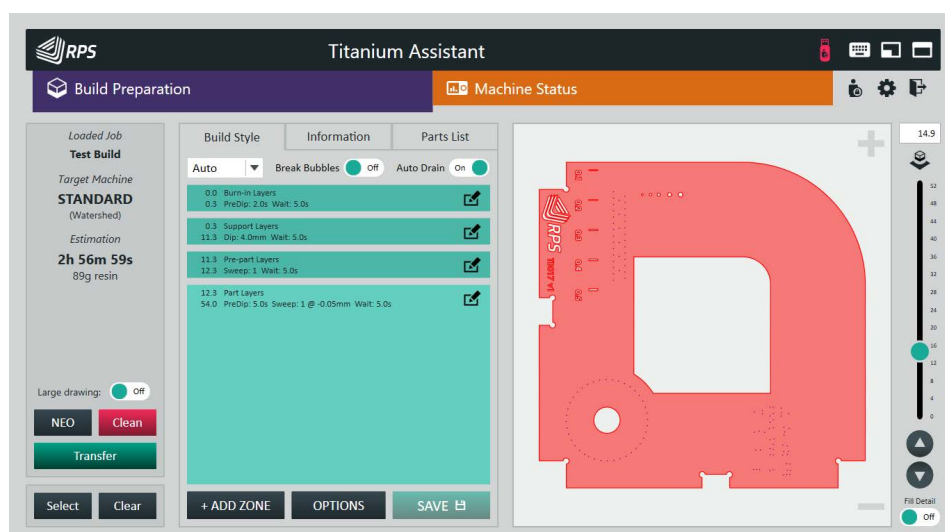 RPS
Titanium Assistant
Build Preparation
Machine Status
Loaded Job
Test Build
Target Machine
STANDARD
(Watershed)
Estimation
2h 56m 59s
89g resin
Large drawing: Off
NEO Clean
Transfer
Select Clear
Build Style Information Parts List
Auto Break Bubbles Off Auto Drain On
0.0 Burn-in Layers
0.3 PreDip: 2.0s Wait: 5.0s
0.3 Support Layers
11.3 Dip: 4.0mm Wait: 5.0s
11.3 Pre-part Layers
12.3 Sweep: 1 Wait: 5.0s
12.3 Part Layers
54.0 PreDip: 5.0s Sweep: 1 @ -0.05mm Wait: 5.0s
+ ADD ZONE OPTIONS SAVE
RPS
14.9
52
48
44
40
36
32
28
24
20
16
12
8
4
0
Fill Detail
Off